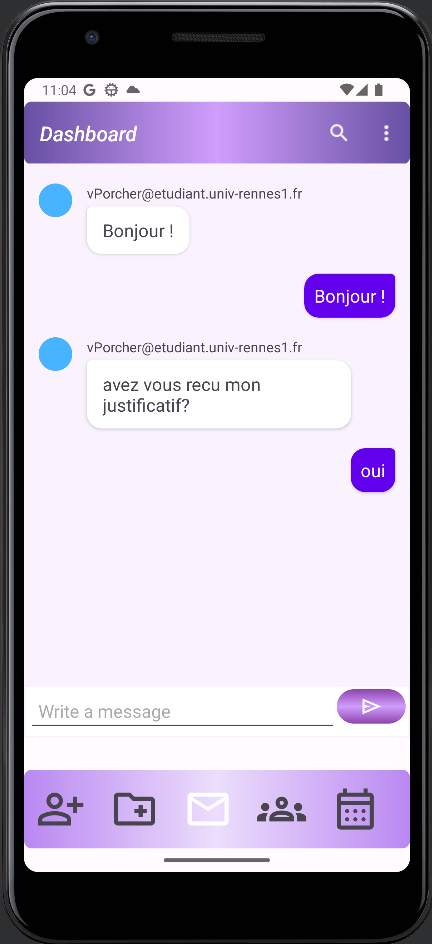 11:04
Dashboard
vPorcher@etudiant.univ-rennes1.fr
Bonjour !
Bonjour !
vPorcher@etudiant.univ-rennes1.fr
avez vous recu mon
justificatif?
oui
Write a message